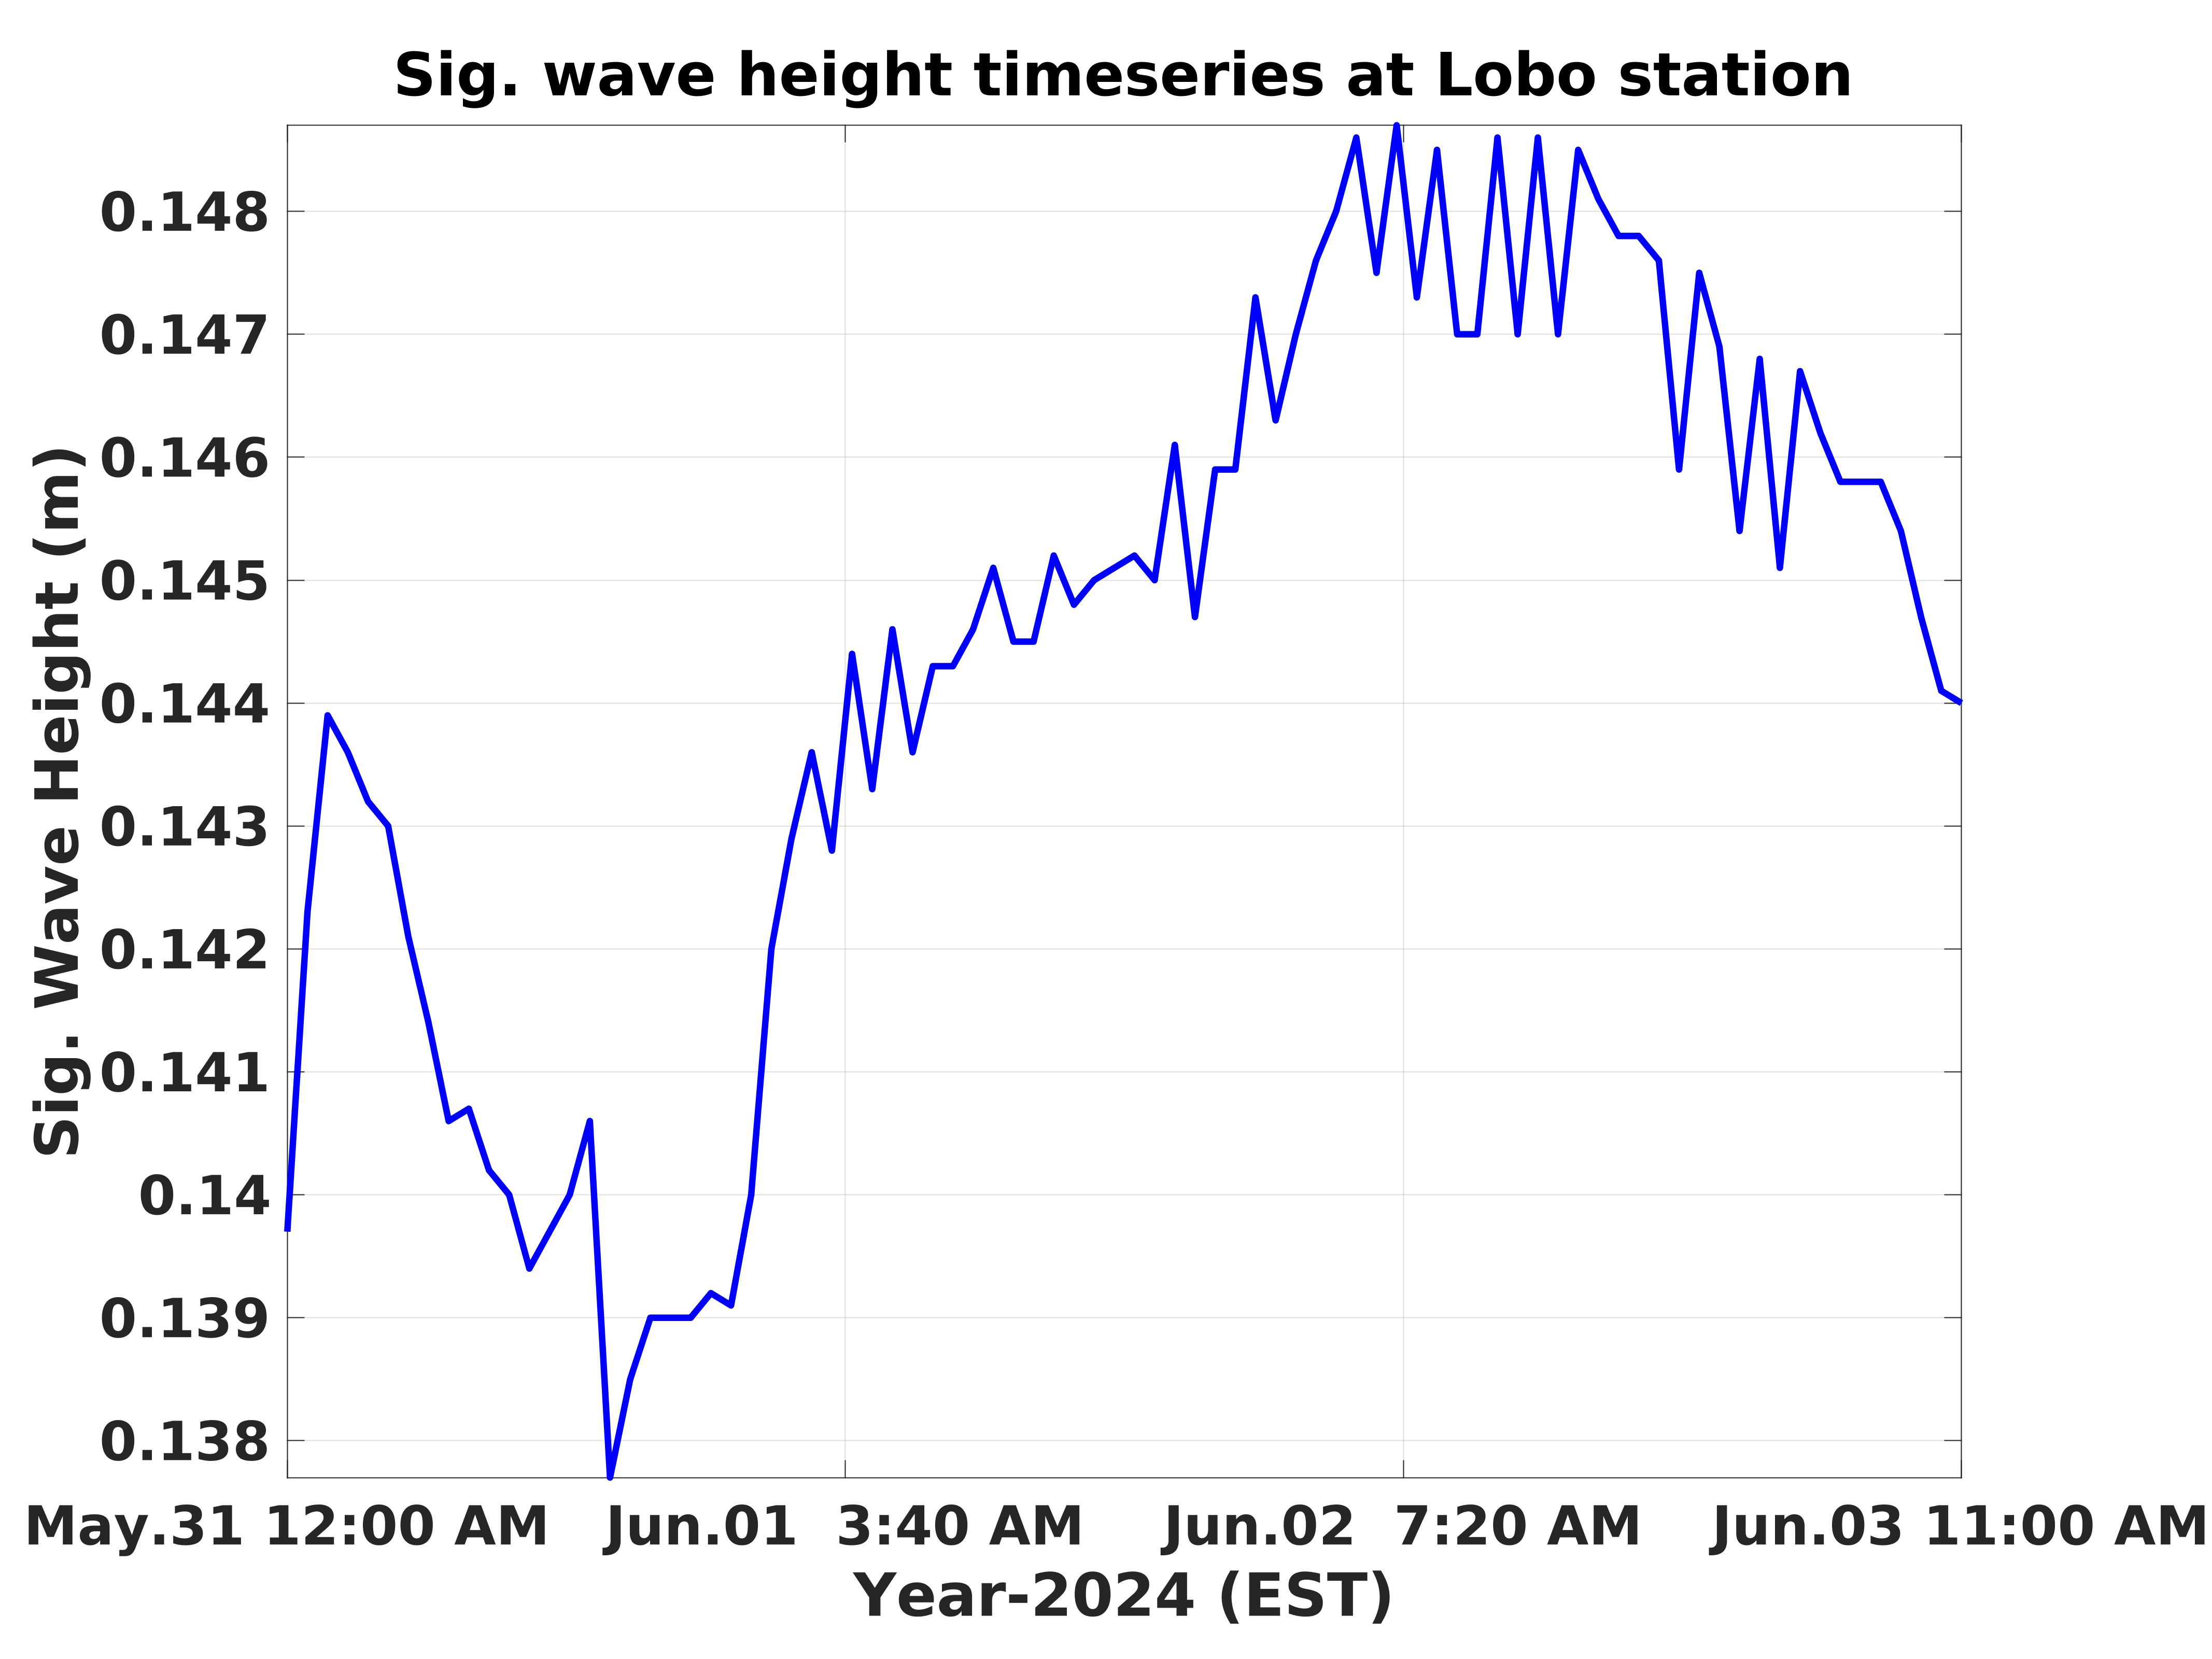 Sig. wave height timeseries at Lobo station
0.148
0.147
0.146
0.145
0.144
0.143
0.142
0.141
0.14
0.139
0.138
Sig. Wave Height (m)
May.31 12:00 AM Jun.01 3:40 AM Jun.02 7:20 AM Jun.03 11:00 AM
Year-2024 (EST)